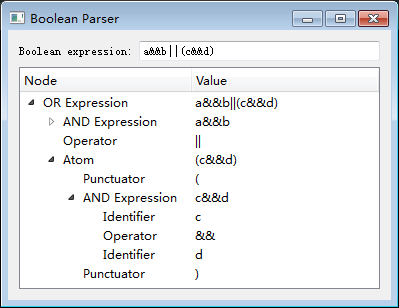 Boolean Parser
Boolean expression: a&&b||(c&&d)
Node Value
OR Expression a&&b||(c&&d)
AND Expression a&&b
Operator ||
Atom (c&&d)
Punctuator (
AND Expression c&&d
Identifier c
Operator &&
Identifier d
Punctuator )